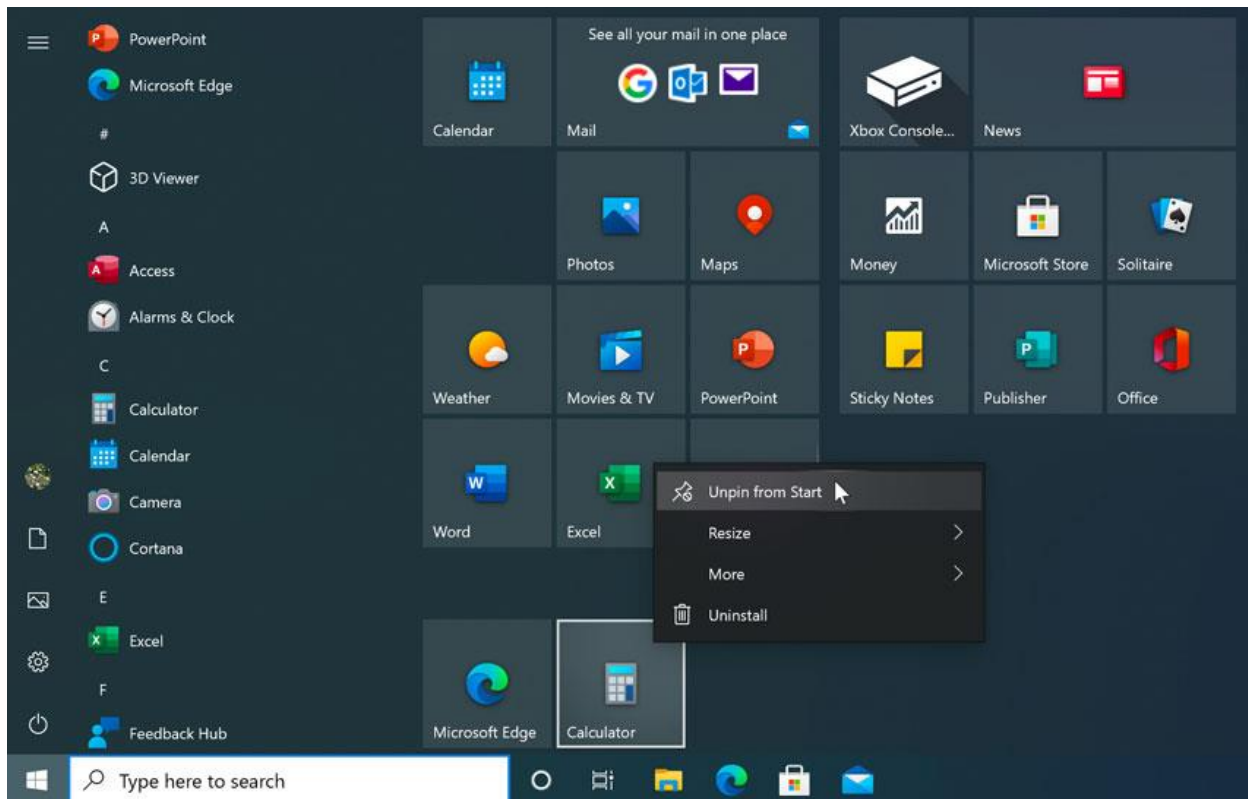 PowerPoint
Microsoft Edge
#
3D Viewer
A
Access
Alarms & Clock
C
Calculator
Calendar
Camera
Cortana
E
Excel
F
Feedback Hub
See all your mail in one place
Calendar
Mail
Xbox Console...
News
Photos
Maps
Money
Microsoft Store
Solitaire
Weather
Movies & TV
PowerPoint
Sticky Notes
Publisher
Office
Word
Excel
Unpin from Start
Resize
More
Uninstall
Microsoft Edge
Calculator
Type here to search